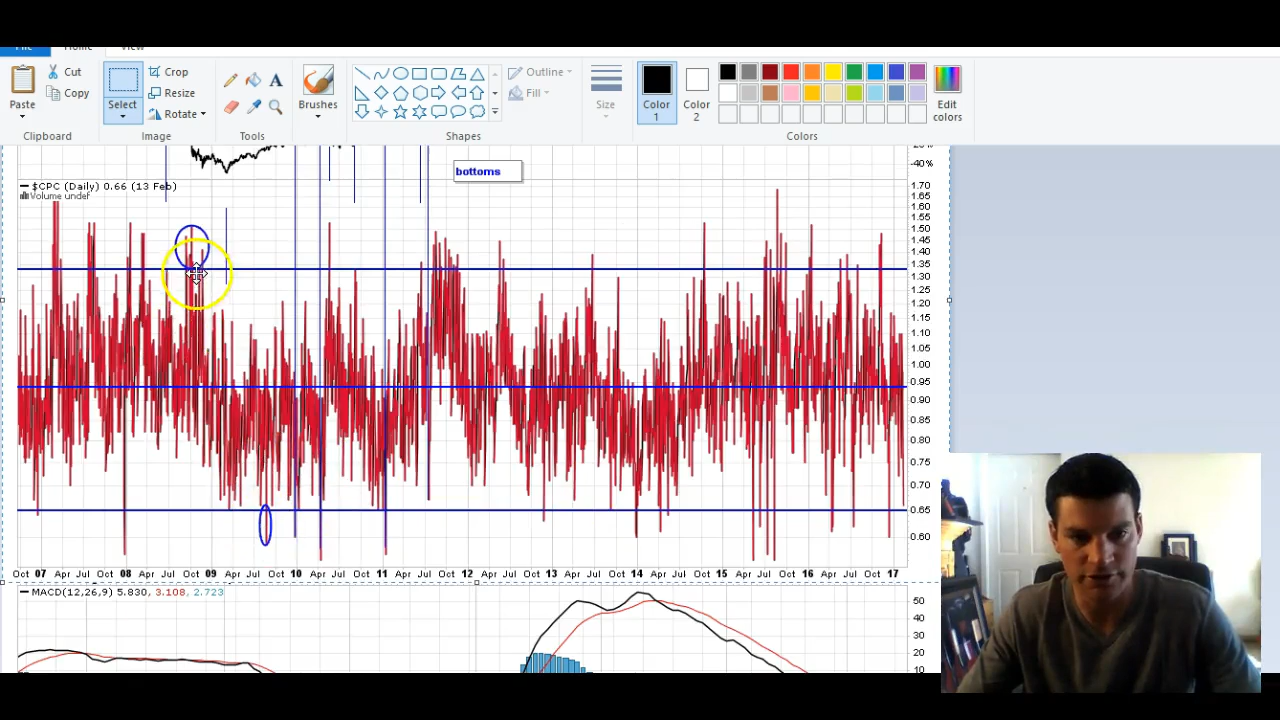 File Home View
Cut
Copy
Paste
Clipboard
Select
Crop
Resize
Rotate
Image
Tools
Brushes
Shapes
Outline
Fill
Size
Color 1
Color 2
Edit colors
Colors
bottoms
20%
-40%
$CPC (Daily) 0.66 (13 Feb)
Volume undef
1.70
1.65
1.60
1.55
1.50
1.45
1.40
1.35
1.30
1.25
1.20
1.15
1.10
1.05
1.00
0.95
0.90
0.85
0.80
0.75
0.70
0.65
0.60
Oct 07 Apr Jul Oct 08 Apr Jul Oct 09 Apr Jul Oct 10 Apr Jul Oct 11 Apr Jul Oct 12 Apr Jul Oct 13 Apr Jul Oct 14 Apr Jul Oct 15 Apr Jul Oct 16 Apr Jul Oct 17
MACD(12,26,9) 5.830, 3.108, 2.723
50
40
30
20
10